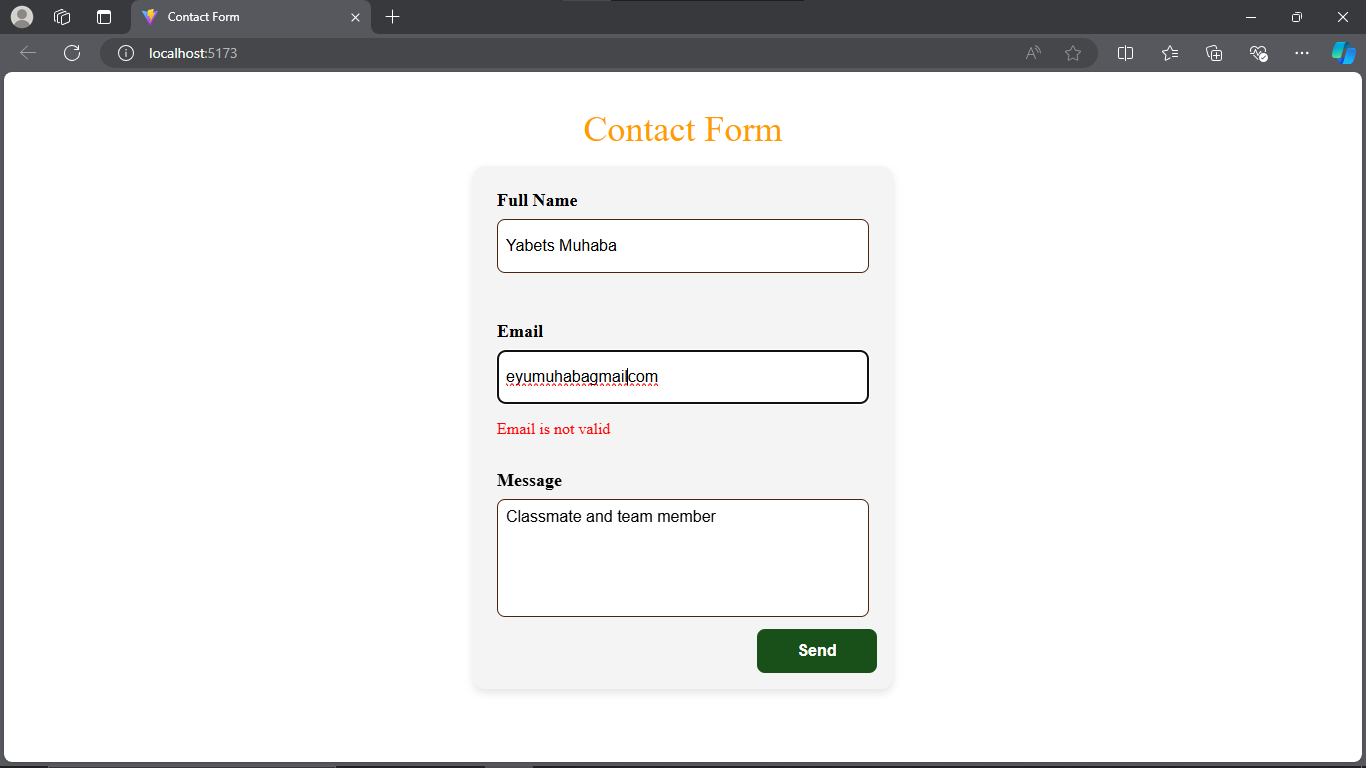 Contact Form
localhost:5173
Contact Form
Full Name
Yabets Muhaba
Email
eyumuhabagmailcom
Email is not valid
Message
Classmate and team member
Send